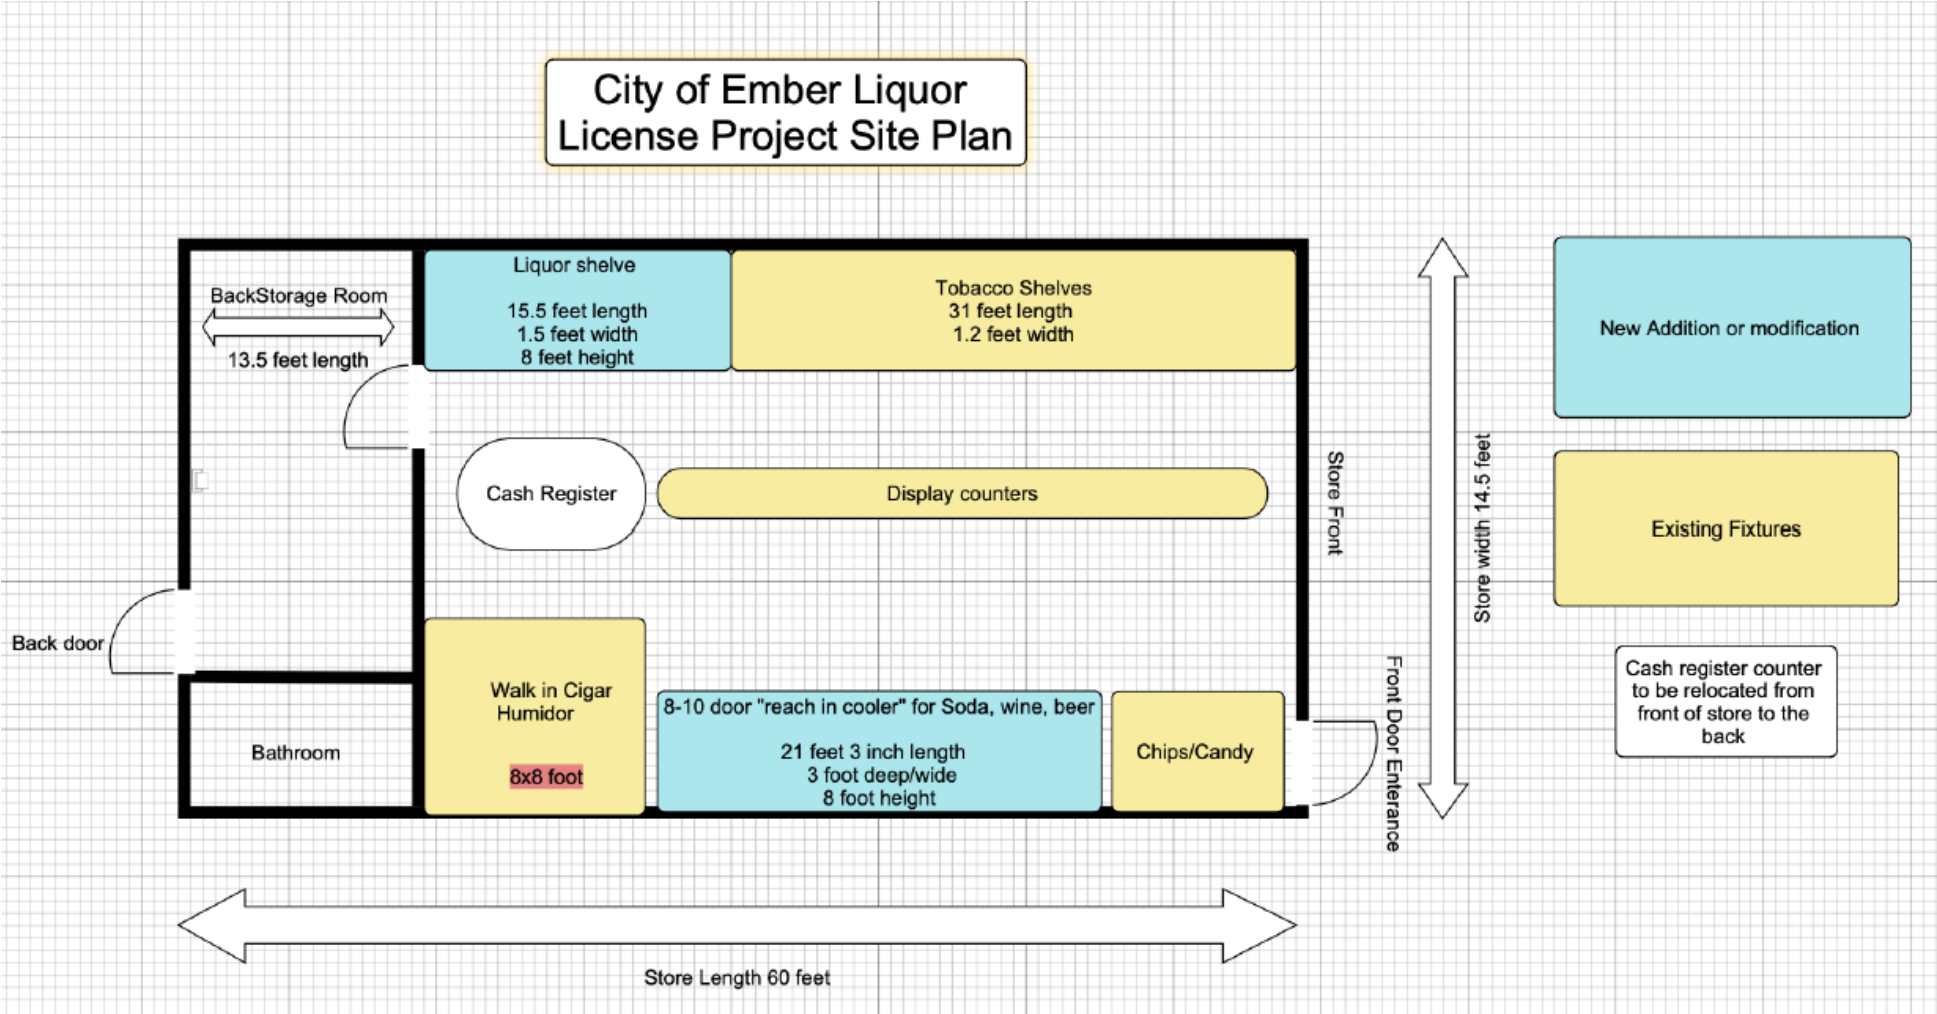 City of Ember Liquor
License Project Site Plan
BackStorage Room
13.5 feet length
Liquor shelve
15.5 feet length
1.5 feet width
8 feet height
Tobacco Shelves
31 feet length
1.2 feet width
New Addition or modification
Cash Register
Display counters
Store Front
Store width 14.5 feet
Existing Fixtures
Back door
Bathroom
Walk in Cigar
Humidor
8x8 foot
8-10 door "reach in cooler" for Soda, wine, beer
21 feet 3 inch length
3 foot deep/wide
8 foot height
Chips/Candy
Front Door Enterance
Cash register counter
to be relocated from
front of store to the
back
Store Length 60 feet